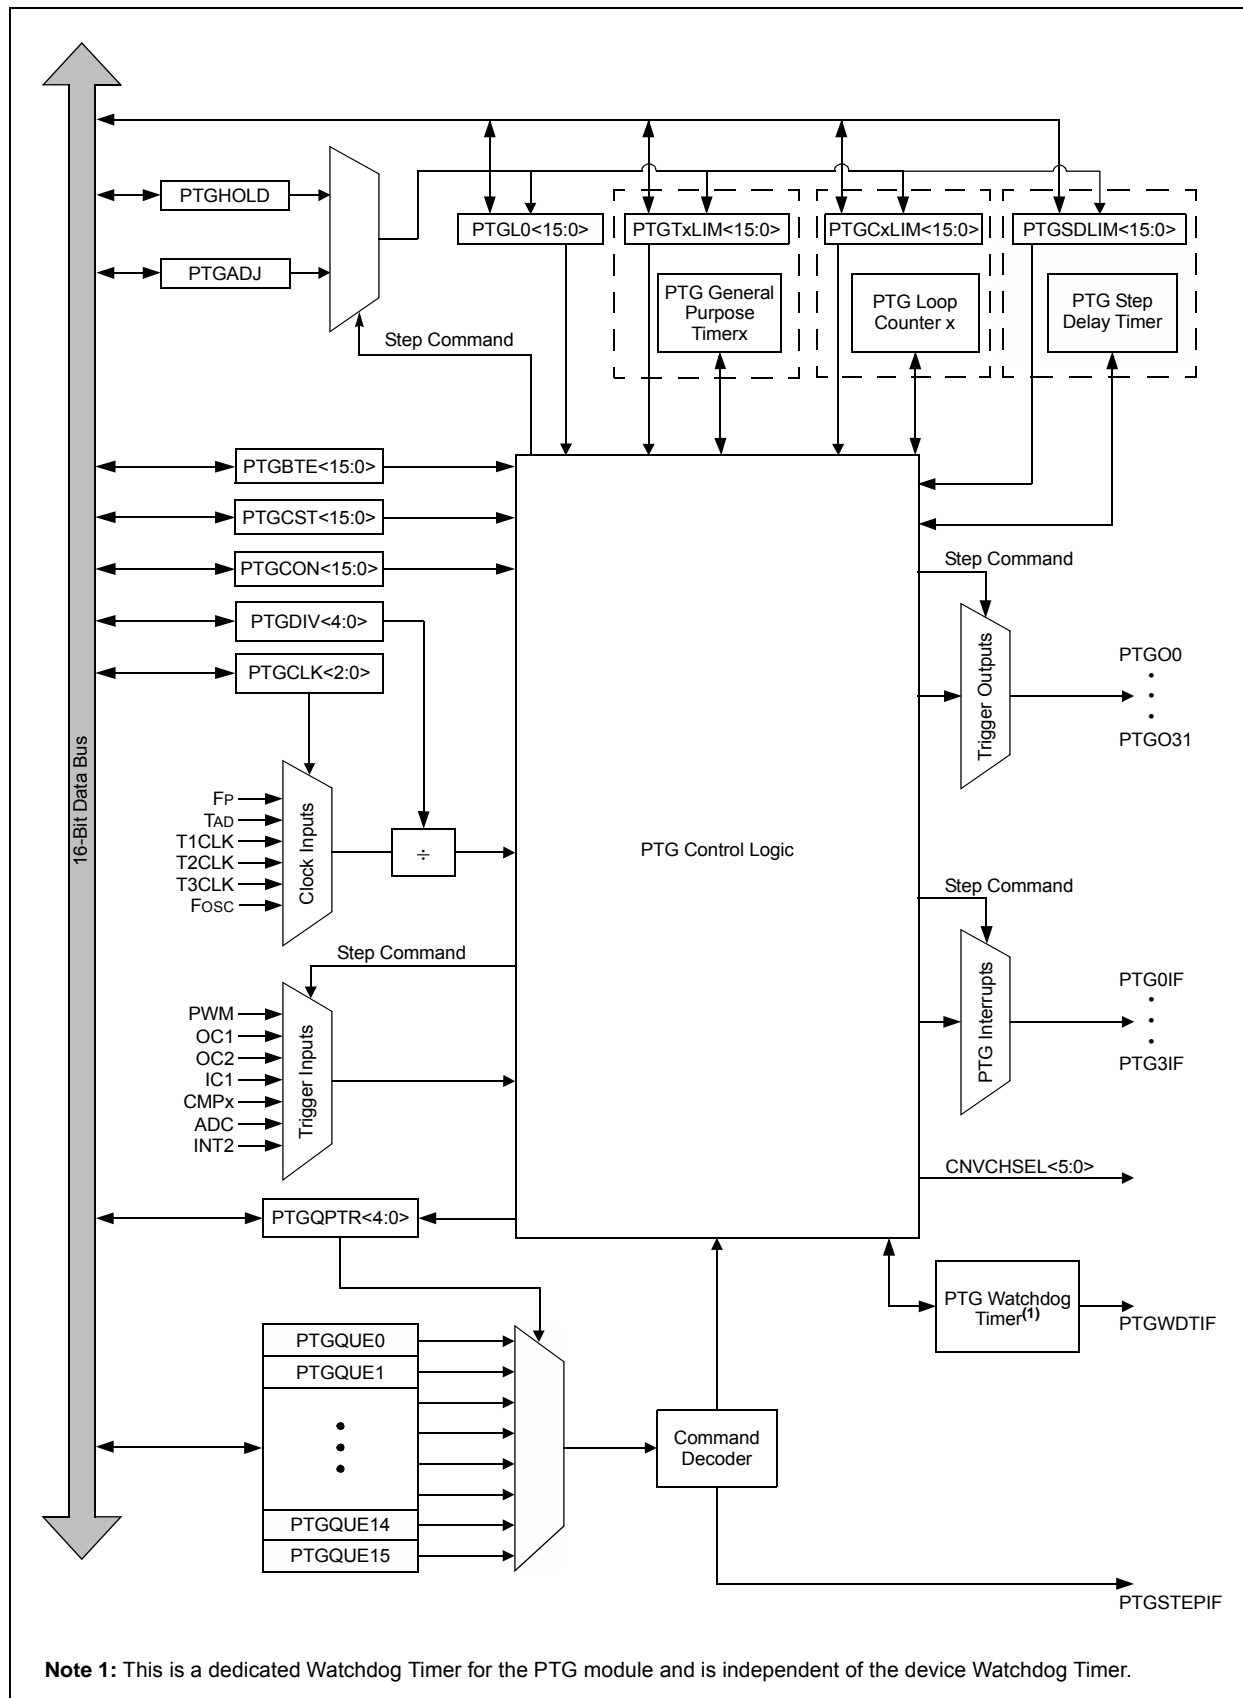 16-Bit Data Bus
PTGHOLD
PTGADJ
PTGL0<15:0>
PTGTxLIM<15:0>
PTGCxLIM<15:0>
PTGSDLIM<15:0>
PTG General
Purpose
Timerx
PTG Loop
Counter x
PTG Step
Delay Timer
Step Command
PTGBTE<15:0>
PTGCST<15:0>
PTGCON<15:0>
PTGDIV<4:0>
PTGCLK<2:0>
FP
TAD
T1CLK
T2CLK
T3CLK
FOSC
Clock Inputs
÷
PTG Control Logic
Step Command
Trigger Outputs
PTGO0
PTGO31
Step Command
PWM
OC1
OC2
IC1
CMPx
ADC
INT2
Trigger Inputs
Step Command
PTG Interrupts
PTG0IF
PTG3IF
CNVCHSEL<5:0>
PTGQPTR<4:0>
PTG Watchdog
Timer(1)
PTGWDTIF
PTGQUE0
PTGQUE1
PTGQUE14
PTGQUE15
Command
Decoder
PTGSTEPIF
Note 1: This is a dedicated Watchdog Timer for the PTG module and is independent of the device Watchdog Timer.